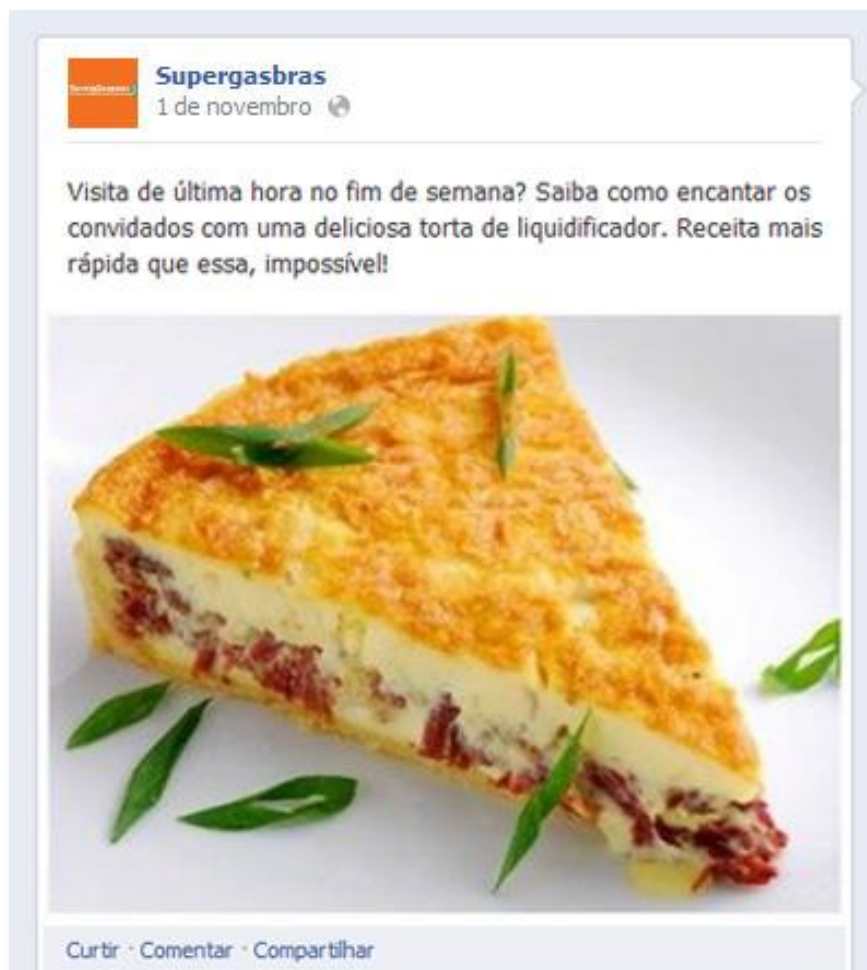 Supergasbras
1 de novembro
Visita de última hora no fim de semana? Saiba como encantar os
convidados com uma deliciosa torta de liquidificador. Receita mais
rápida que essa, impossível!
Curtir · Comentar · Compartilhar